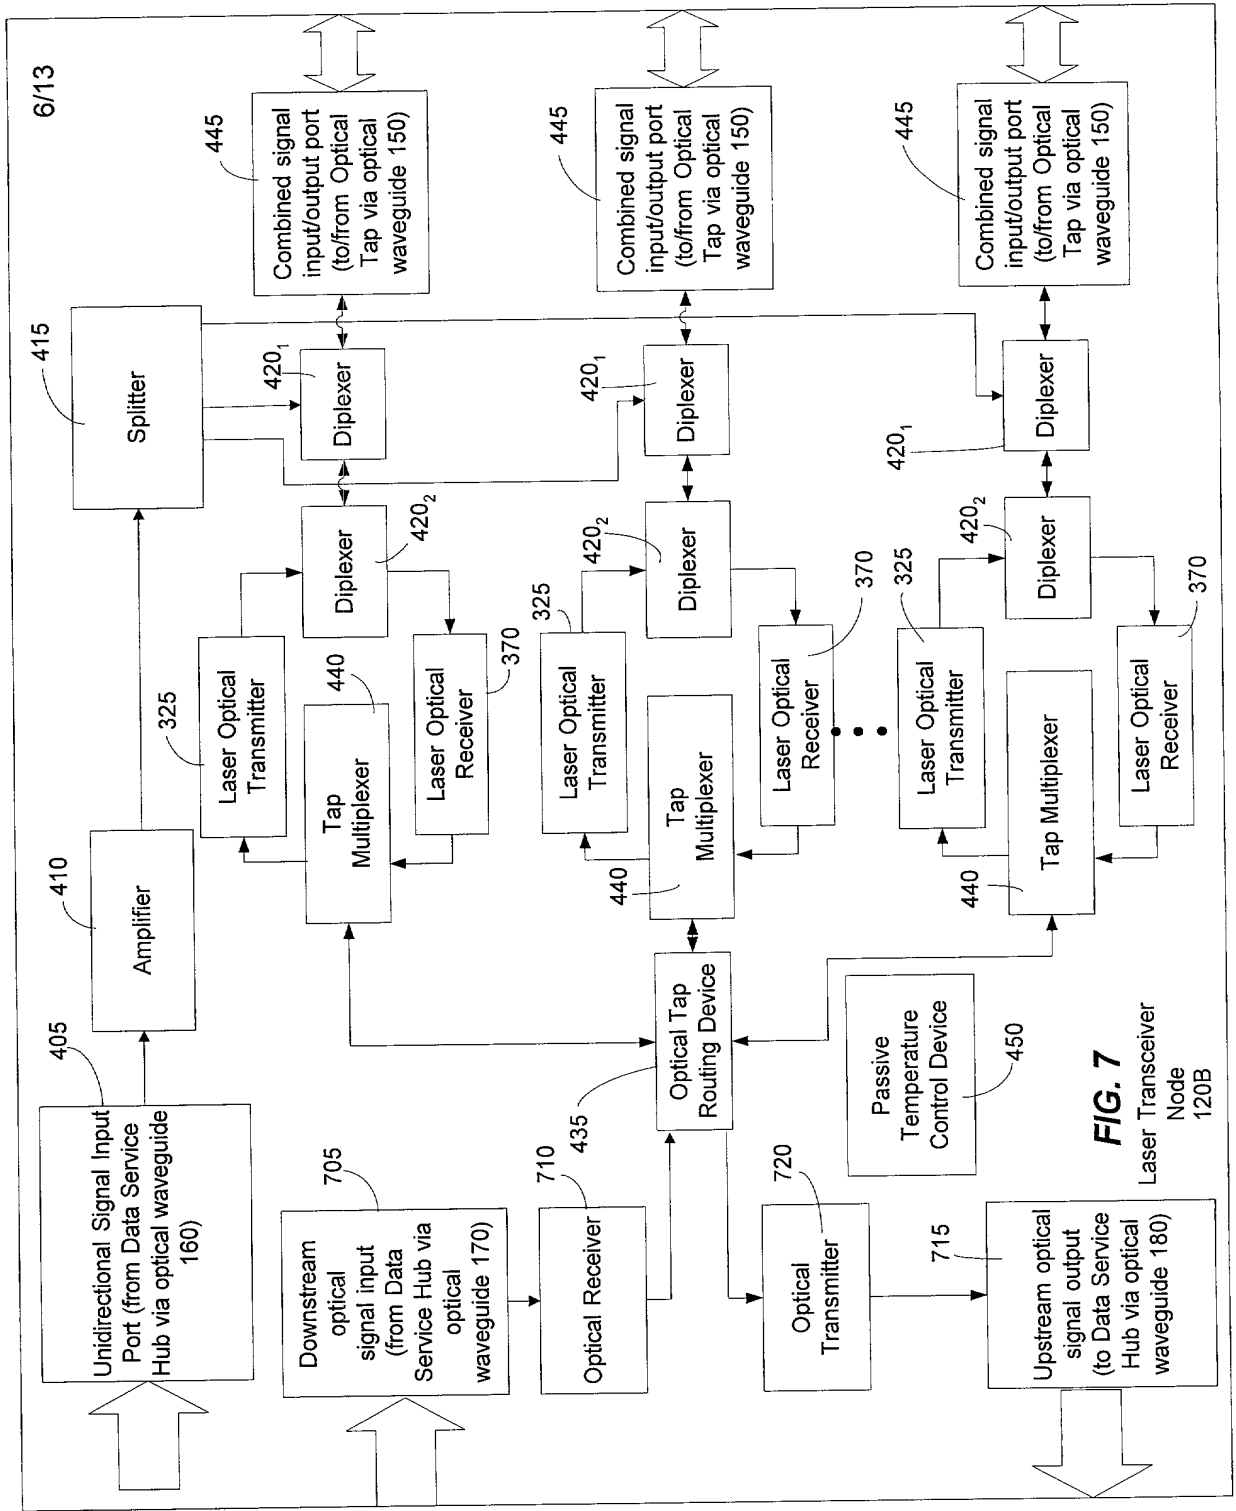 6/13
Unidirectional Signal Input
Port (from Data Service
Hub via optical waveguide
160)
405
Amplifier
410
Splitter
415
Downstream
optical
signal input
(from Data
Service Hub via
optical
waveguide 170)
705
Optical Receiver
710
Optical Tap
Routing Device
435
Optical
Transmitter
720
Upstream optical
signal output
(to Data Service
Hub via optical
waveguide 180)
715
Passive
Temperature
Control Device
450
Laser Optical
Transmitter
325
Tap
Multiplexer
440
Laser Optical
Receiver
370
Diplexer
420₂
Diplexer
420₁
Combined signal
input/output port
(to/from Optical
Tap via optical
waveguide 150)
445
Laser Optical
Transmitter
325
Tap
Multiplexer
440
Laser Optical
Receiver
370
Diplexer
420₂
Diplexer
420₁
Combined signal
input/output port
(to/from Optical
Tap via optical
waveguide 150)
445
Laser Optical
Transmitter
325
Tap Multiplexer
440
Laser Optical
Receiver
370
Diplexer
420₂
Diplexer
420₁
Combined signal
input/output port
(to/from Optical
Tap via optical
waveguide 150)
445
FIG. 7
Laser Transceiver
Node
120B